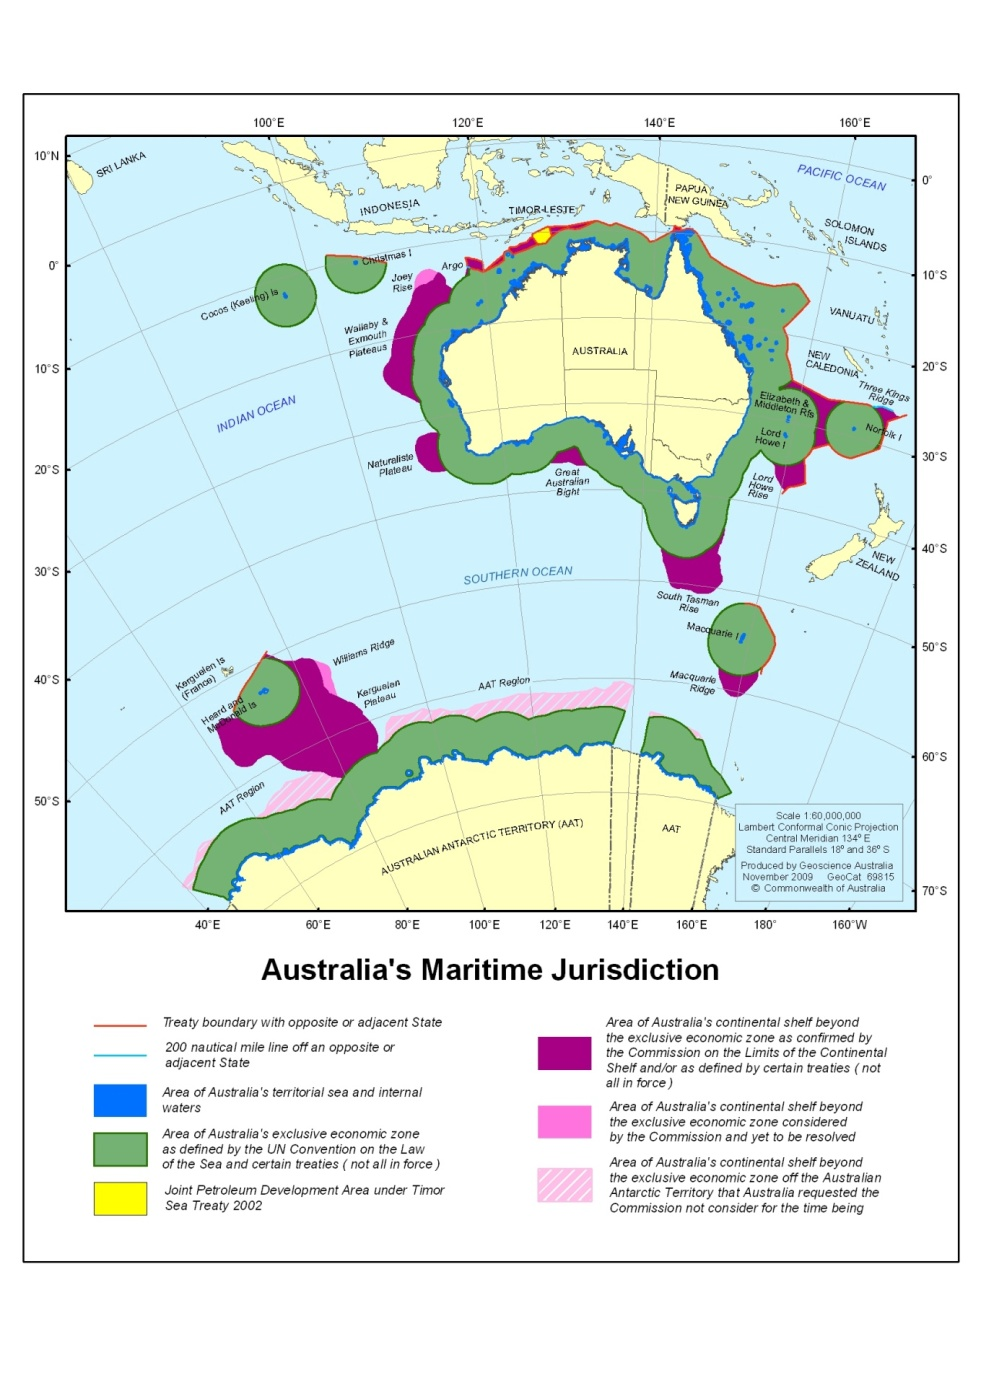 100°E
120°E
140°E
160°E
10°N
SRI LANKA
PACIFIC OCEAN
0°
PAPUA
NEW GUINEA
INDONESIA
TIMOR-LESTE
SOLOMON
ISLANDS
0°
Christmas I
Argo
Joey
Rise
10°S
Cocos (Keeling) Is
Wallaby &
Exmouth
Plateaus
VANUATU
AUSTRALIA
10°S
NEW
CALEDONIA
20°S
Three Kings
Ridge
INDIAN OCEAN
Elizabeth &
Middleton Rfs
Norfolk I
Lord
Howe I
30°S
Naturaliste
Plateau
20°S
Great
Australian
Bight
Lord
Howe
Rise
40°S
NEW
ZEALAND
30°S
SOUTHERN OCEAN
South Tasman
Rise
Macquarie I
50°S
Kerguelen Is
(France)
Williams Ridge
40°S
Kerguelen
Plateau
AAT Region
Macquarie
Ridge
Heard and
McDonald Is
60°S
50°S
AAT Region
AUSTRALIAN ANTARCTIC TERRITORY (AAT)
AAT
Scale 1:60,000,000
Lambert Conformal Conic Projection
Central Meridian 134° E
Standard Parallels 18° and 36° S
Produced by Geoscience Australia
November 2009 GeoCat 69815
© Commonwealth of Australia
70°S
40°E
60°E
80°E
100°E
120°E
140°E
160°E
180°
160°W
Australia's Maritime Jurisdiction
Treaty boundary with opposite or adjacent State
200 nautical mile line off an opposite or
adjacent State
Area of Australia's territorial sea and internal
waters
Area of Australia's exclusive economic zone
as defined by the UN Convention on the Law
of the Sea and certain treaties ( not all in force )
Joint Petroleum Development Area under Timor
Sea Treaty 2002
Area of Australia's continental shelf beyond
the exclusive economic zone as confirmed by
the Commission on the Limits of the Continental
Shelf and/or as defined by certain treaties ( not
all in force )
Area of Australia's continental shelf beyond
the exclusive economic zone considered
by the Commission and yet to be resolved
Area of Australia's continental shelf beyond
the exclusive economic zone off the Australian
Antarctic Territory that Australia requested the
Commission not consider for the time being